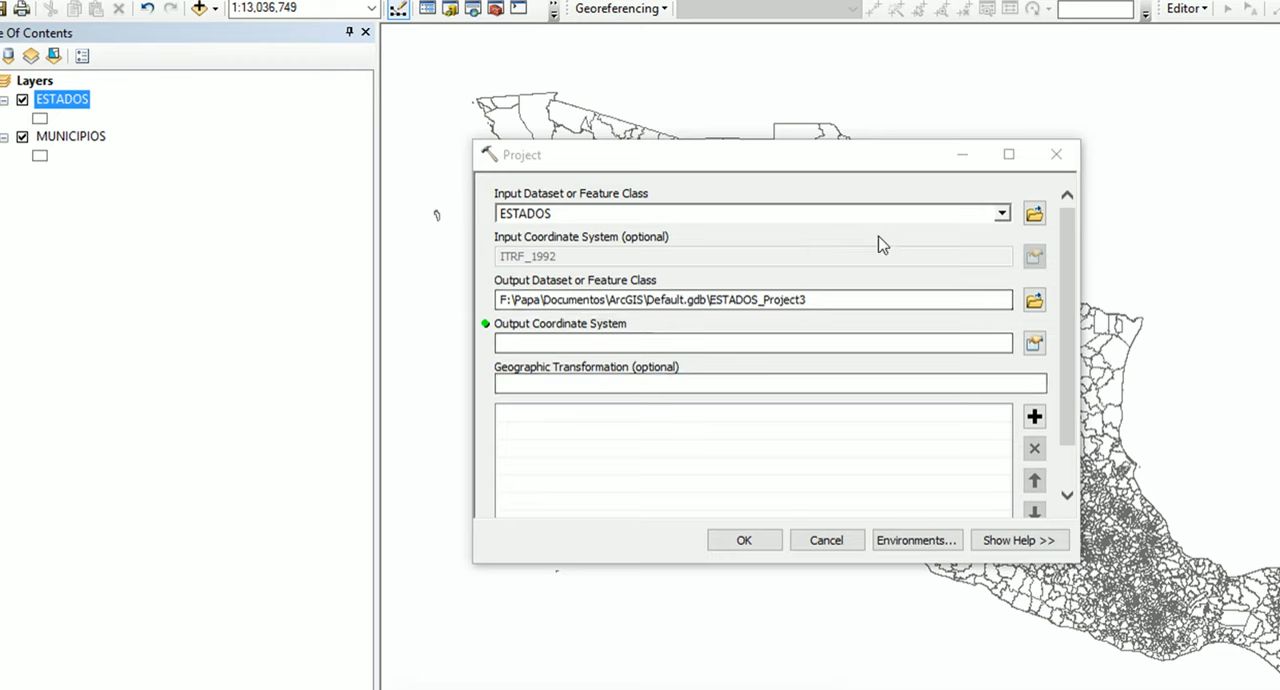 1:13,036,749
Georeferencing
Editor
e Of Contents
Layers
ESTADOS
MUNICIPIOS
Project
Input Dataset or Feature Class
ESTADOS
Input Coordinate System (optional)
ITRF_1992
Output Dataset or Feature Class
F:\Papa\Documentos\ArcGIS\Default.gdb\ESTADOS_Project3
Output Coordinate System
Geographic Transformation (optional)
OK
Cancel
Environments...
Show Help >>